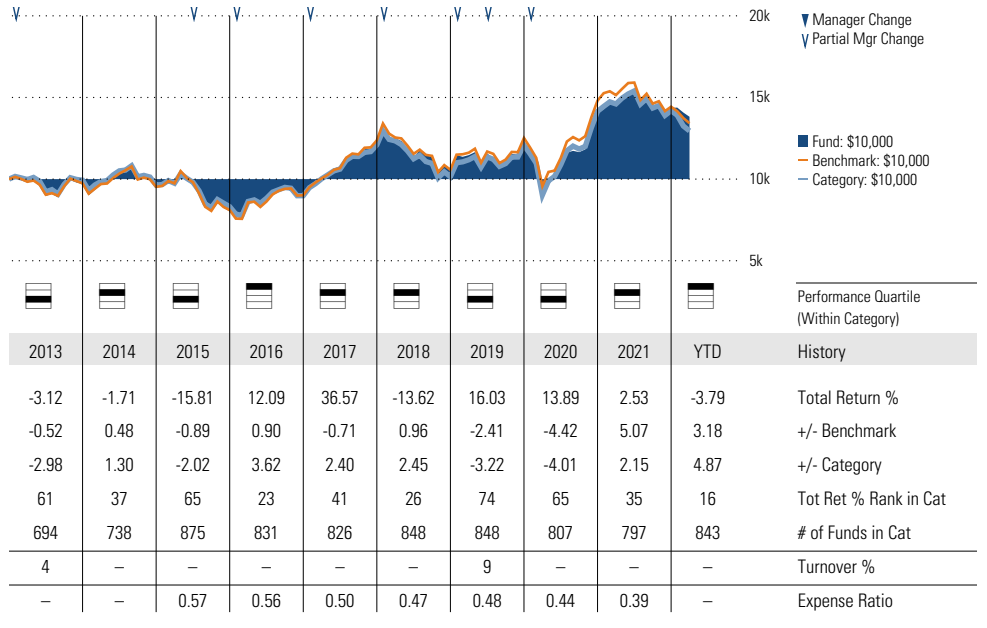 20k
Manager Change
Partial Mgr Change
15k
Fund: $10,000
Benchmark: $10,000
Category: $10,000
10k
5k
Performance Quartile
(Within Category)
2013 2014 2015 2016 2017 2018 2019 2020 2021 YTD History
-3.12 -1.71 -15.81 12.09 36.57 -13.62 16.03 13.89 2.53 -3.79 Total Return %
-0.52 0.48 -0.89 0.90 -0.71 0.96 -2.41 -4.42 5.07 3.18 +/- Benchmark
-2.98 1.30 -2.02 3.62 2.40 2.45 -3.22 -4.01 2.15 4.87 +/- Category
61 37 65 23 41 26 74 65 35 16 Tot Ret % Rank in Cat
694 738 875 831 826 848 848 807 797 843 # of Funds in Cat
4 – – – – – 9 – – – Turnover %
– – 0.57 0.56 0.50 0.47 0.48 0.44 0.39 – Expense Ratio